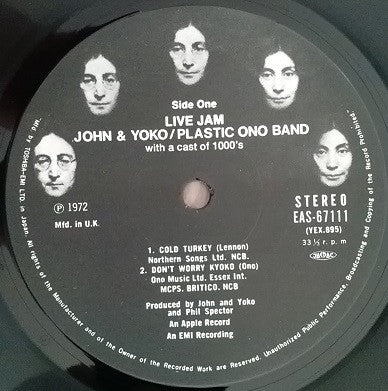 Side One
LIVE JAM
JOHN & YOKO/PLASTIC ONO BAND
with a cast of 1000's
℗ 1972
Mfd. in U.K.
STEREO
EAS-67111
(YEX.895)
33 ⅓ r. p. m
1. COLD TURKEY (Lennon)
Northern Songs Ltd. NCB.
2. DON'T WORRY KYOKO (Ono)
Ono Music Ltd. Essex Int.
MCPS. BRITICO. NCB
Produced by John and Yoko
and Phil Spector
An Apple Record
An EMI Recording
Mfd. by TOSHIBA-EMI LTD. in Japan. All rights of the Manufacturer and of the Owner of the Recorded Work are Reserved. Unauthorized Public Performance, Broadcasting and Copying of the Record Prohibited.